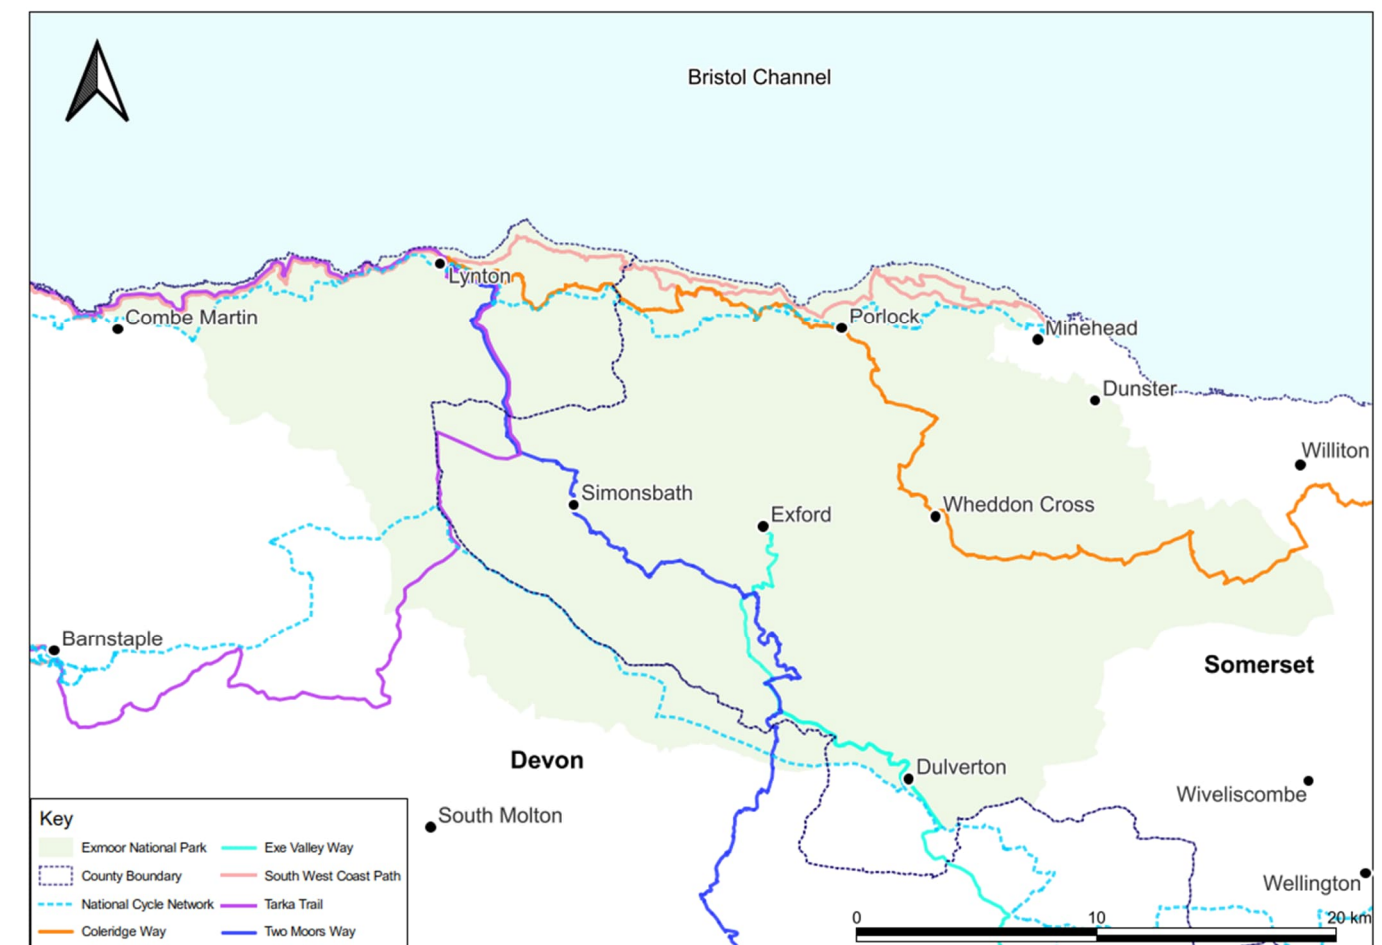 Bristol Channel
Lynton
Combe Martin
Porlock
Minehead
Dunster
Williton
Simonsbath
Exford
Wheddon Cross
Barnstaple
Somerset
Devon
Dulverton
Wiveliscombe
South Molton
Wellington
Key
Exmoor National Park
Exe Valley Way
County Boundary
South West Coast Path
National Cycle Network
Tarka Trail
Coleridge Way
Two Moors Way
0 10 20 km